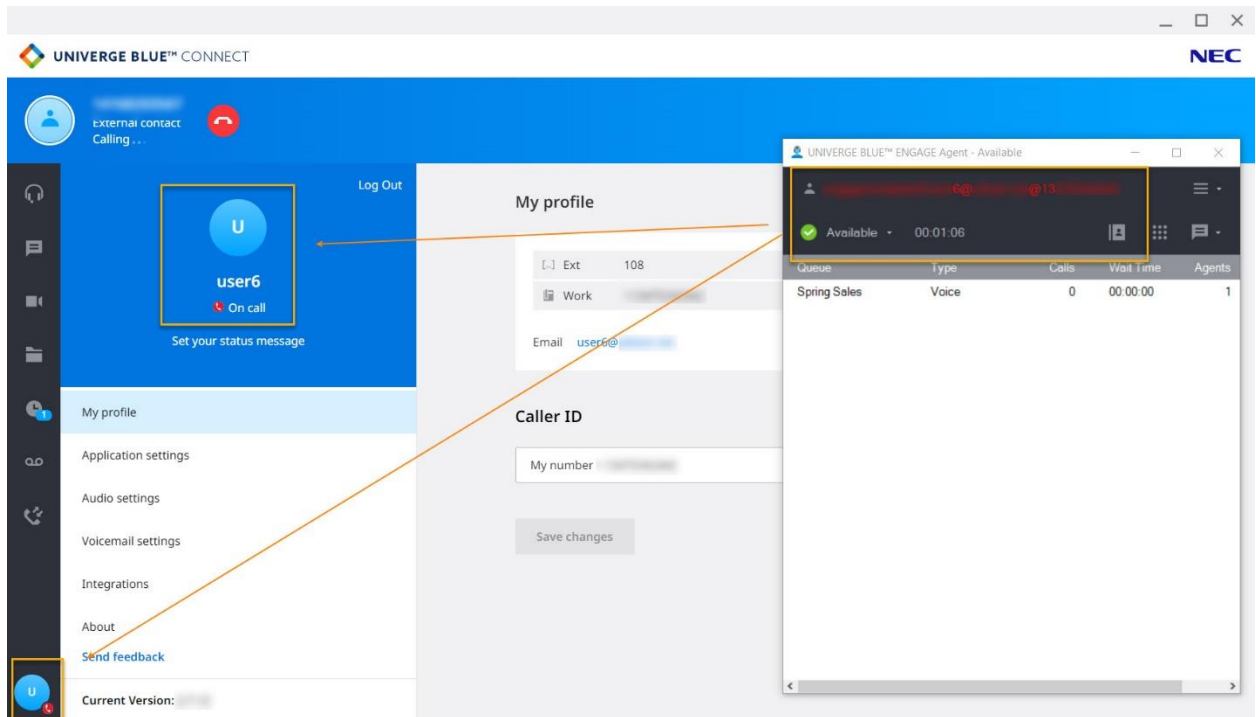 UNIVERGE BLUE™ CONNECT
NEC
External contact
Calling ...
Log Out
U
user6
On call
Set your status message
1
My profile
Application settings
Audio settings
Voicemail settings
Integrations
About
Send feedback
U
Current Version:
My profile
[..] Ext 108
Work
Email user6@
Caller ID
My number
Save changes
UNIVERGE BLUE™ ENGAGE Agent - Available
6@ @13
Available 00:01:06
Queue Type Calls Wait Time Agents
Spring Sales Voice 0 00:00:00 1